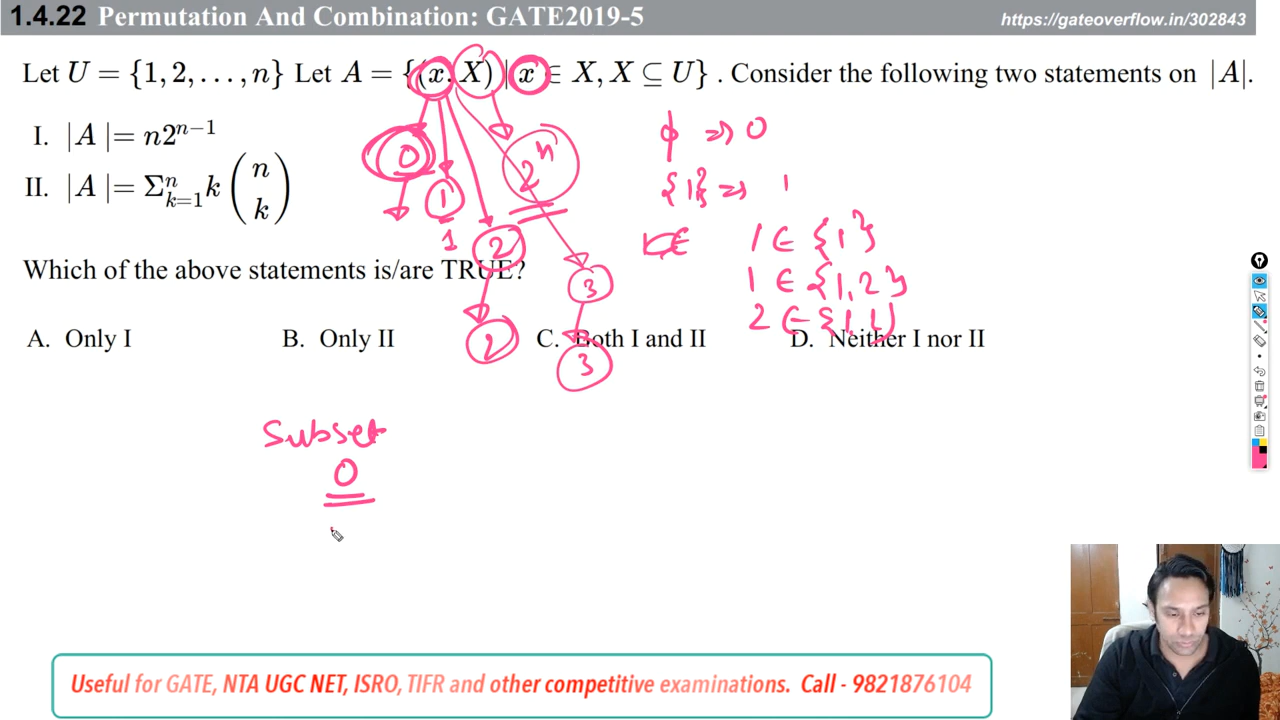 1.4.22 Permutation And Combination: GATE2019-5 https://gateoverflow.in/302843
Let U = {1, 2, …, n} Let A = {(x, X) | x ∈ X, X ⊆ U} . Consider the following two statements on |A|.
I. |A| = n2^{n−1}
II. |A| = Σ_{k=1}^{n} k \binom{n}{k}
Which of the above statements is/are TRUE?
A. Only I B. Only II C. Both I and II D. Neither I nor II
0
1
1
2
2
3
3
2^n
ϕ ⇒ 0
{1} ⇒ 1
1 ∈ {1}
1 ∈ {1,2}
2 ∈
Subset
0
Useful for GATE, NTA UGC NET, ISRO, TIFR and other competitive examinations. Call - 9821876104